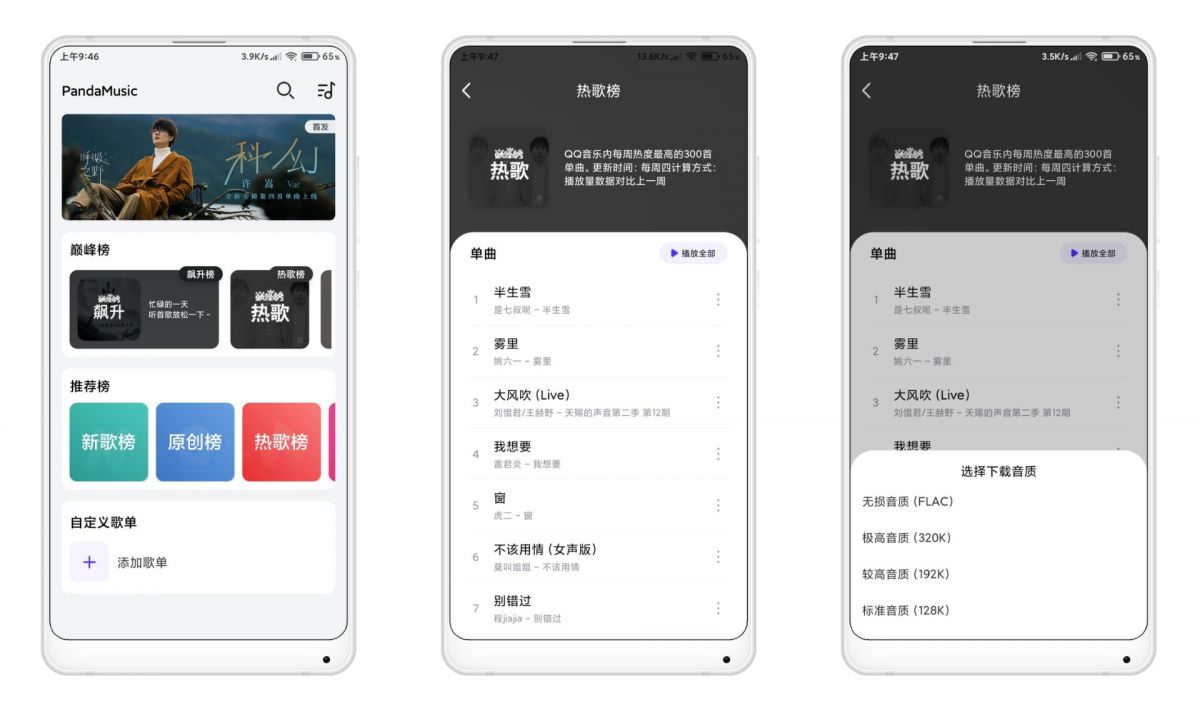 上午9:46
3.9K/s
65%
PandaMusic
首发
呼吸之野
科幻
许嵩 Vae
全新专辑第四首单曲上线
巅峰榜
飙升榜
巅峰榜
飙升
忙碌的一天
听首歌放松一下~
热歌榜
巅峰榜
热歌
推荐榜
新歌榜
原创榜
热歌榜
自定义歌单
+ 添加歌单
上午9:47
13.6K/s
65%
热歌榜
巅峰榜
热歌
QQ音乐内每周热度最高的300首
单曲。更新时间：每周四计算方式：
播放量数据对比上一周
单曲
播放全部
1 半生雪
是七叔呢 - 半生雪
2 雾里
姚六一 - 雾里
3 大风吹 (Live)
刘惜君/王赫野 - 天赐的声音第二季 第12期
4 我想要
盖君炎 - 我想要
5 窗
虎二 - 窗
6 不该用情 (女声版)
莫叫姐姐 - 不该用情
7 别错过
程jiajia - 别错过
上午9:47
3.5K/s
65%
热歌榜
巅峰榜
热歌
QQ音乐内每周热度最高的300首
单曲。更新时间：每周四计算方式：
播放量数据对比上一周
单曲
播放全部
1 半生雪
是七叔呢 - 半生雪
2 雾里
姚六一 - 雾里
3 大风吹 (Live)
刘惜君/王赫野 - 天赐的声音第二季 第12期
我想要
选择下载音质
无损音质 (FLAC)
极高音质 (320K)
较高音质 (192K)
标准音质 (128K)